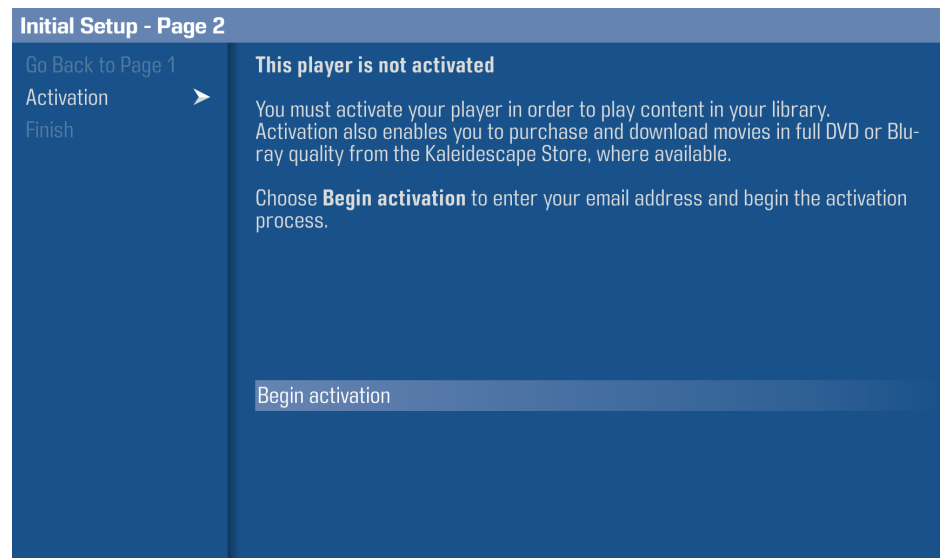 Initial Setup - Page 2
Go Back to Page 1
Activation
Finish
This player is not activated
You must activate your player in order to play content in your library.
Activation also enables you to purchase and download movies in full DVD or Blu-
ray quality from the Kaleidescape Store, where available.
Choose Begin activation to enter your email address and begin the activation
process.
Begin activation